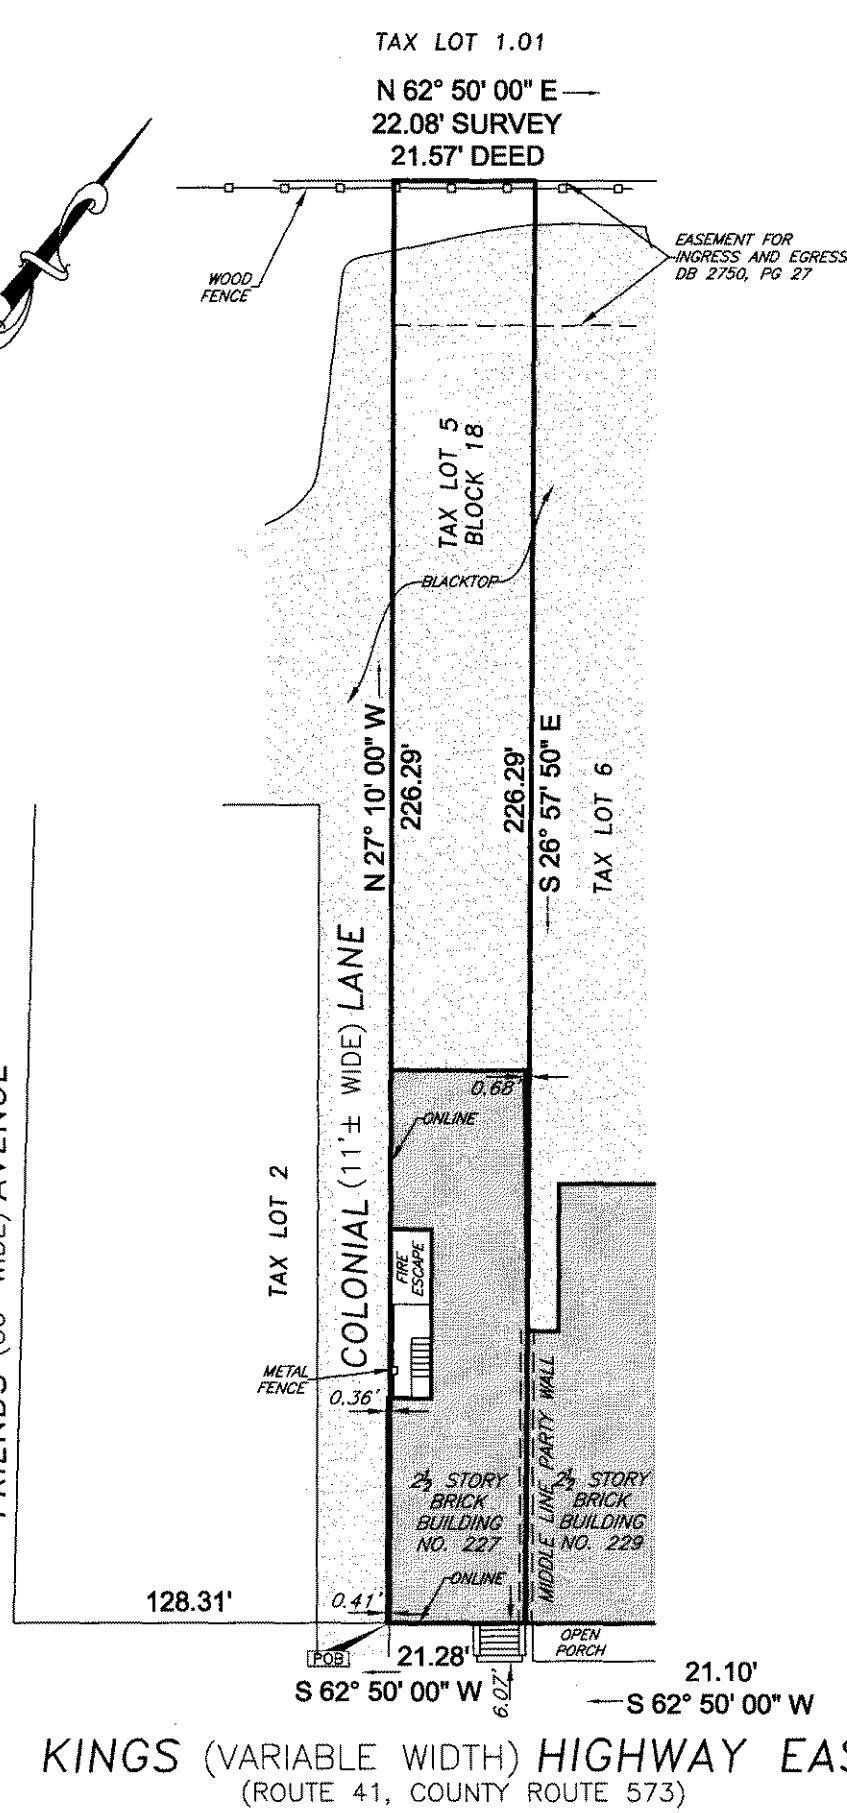 TAX LOT 1.01
N 62° 50' 00" E
22.08' SURVEY
21.57' DEED
WOOD
FENCE
EASEMENT FOR
INGRESS AND EGRESS
DB 2750, PG 27
TAX LOT 5
BLOCK 18
BLACKTOP
N 27° 10' 00" W
226.29'
226.29'
S 26° 57' 50" E
TAX LOT 6
COLONIAL (11'± WIDE) LANE
0.68'
ONLINE
TAX LOT 2
FIRE
ESCAPE
METAL
FENCE
0.36'
MIDDLE LINE PARTY WALL
2½ STORY
BRICK
BUILDING
NO. 227
2½ STORY
BRICK
BUILDING
NO. 229
ONLINE
128.31'
0.41'
POB
21.28'
S 62° 50' 00" W
6.07'
OPEN
PORCH
21.10'
S 62° 50' 00" W
KINGS (VARIABLE WIDTH) HIGHWAY EAS
(ROUTE 41, COUNTY ROUTE 573)